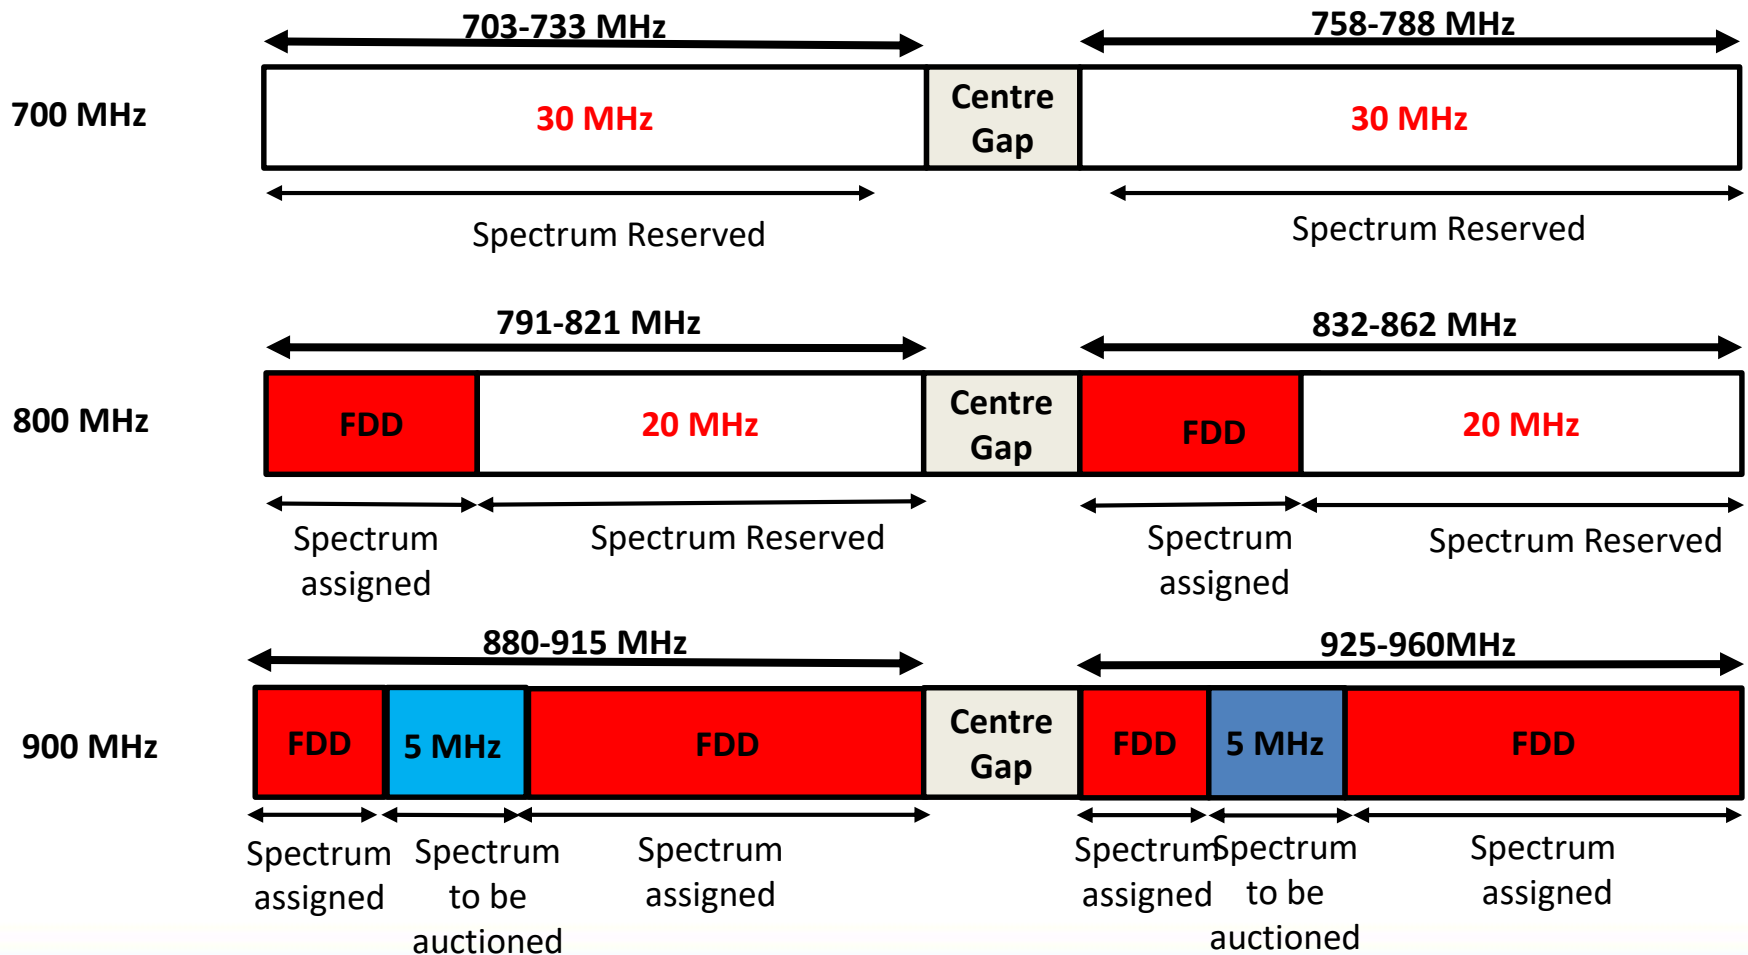 703-733 MHz
758-788 MHz
700 MHz
30 MHz
Centre
Gap
30 MHz
Spectrum Reserved
Spectrum Reserved
791-821 MHz
832-862 MHz
800 MHz
FDD
20 MHz
Centre
Gap
FDD
20 MHz
Spectrum
assigned
Spectrum Reserved
Spectrum
assigned
Spectrum Reserved
880-915 MHz
925-960MHz
900 MHz
FDD
5 MHz
FDD
Centre
Gap
FDD
5 MHz
FDD
Spectrum
assigned
Spectrum
to be
auctioned
Spectrum
assigned
Spectrum
assigned
Spectrum
to be
auctioned
Spectrum
assigned